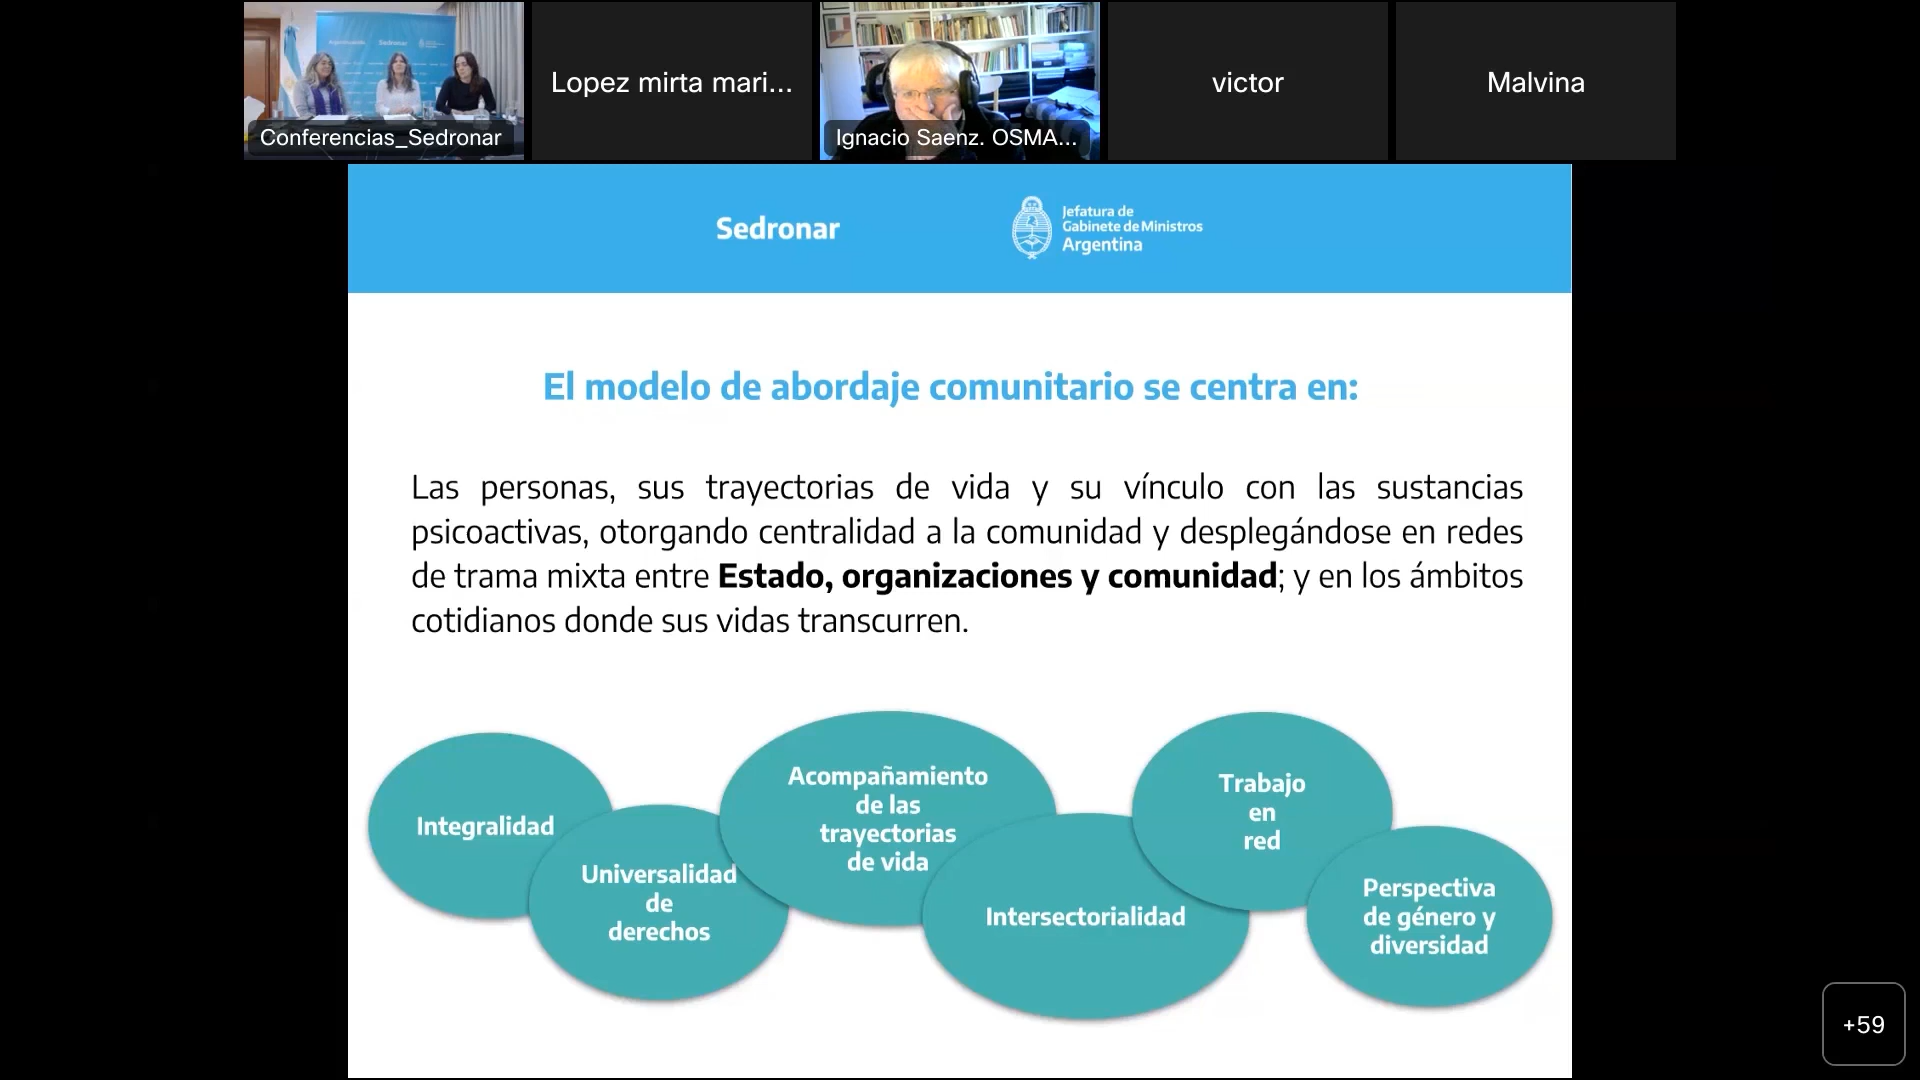 Conferencias_Sedronar
Lopez mirta mari...
Ignacio Saenz. OSMA...
victor
Malvina
Sedronar
Jefatura de
Gabinete de Ministros
Argentina
El modelo de abordaje comunitario se centra en:
Las personas, sus trayectorias de vida y su vínculo con las sustancias
psicoactivas, otorgando centralidad a la comunidad y desplegándose en redes
de trama mixta entre Estado, organizaciones y comunidad; y en los ámbitos
cotidianos donde sus vidas transcurren.
Integralidad
Universalidad
de
derechos
Acompañamiento
de las
trayectorias
de vida
Intersectorialidad
Trabajo
en
red
Perspectiva
de género y
diversidad
+59